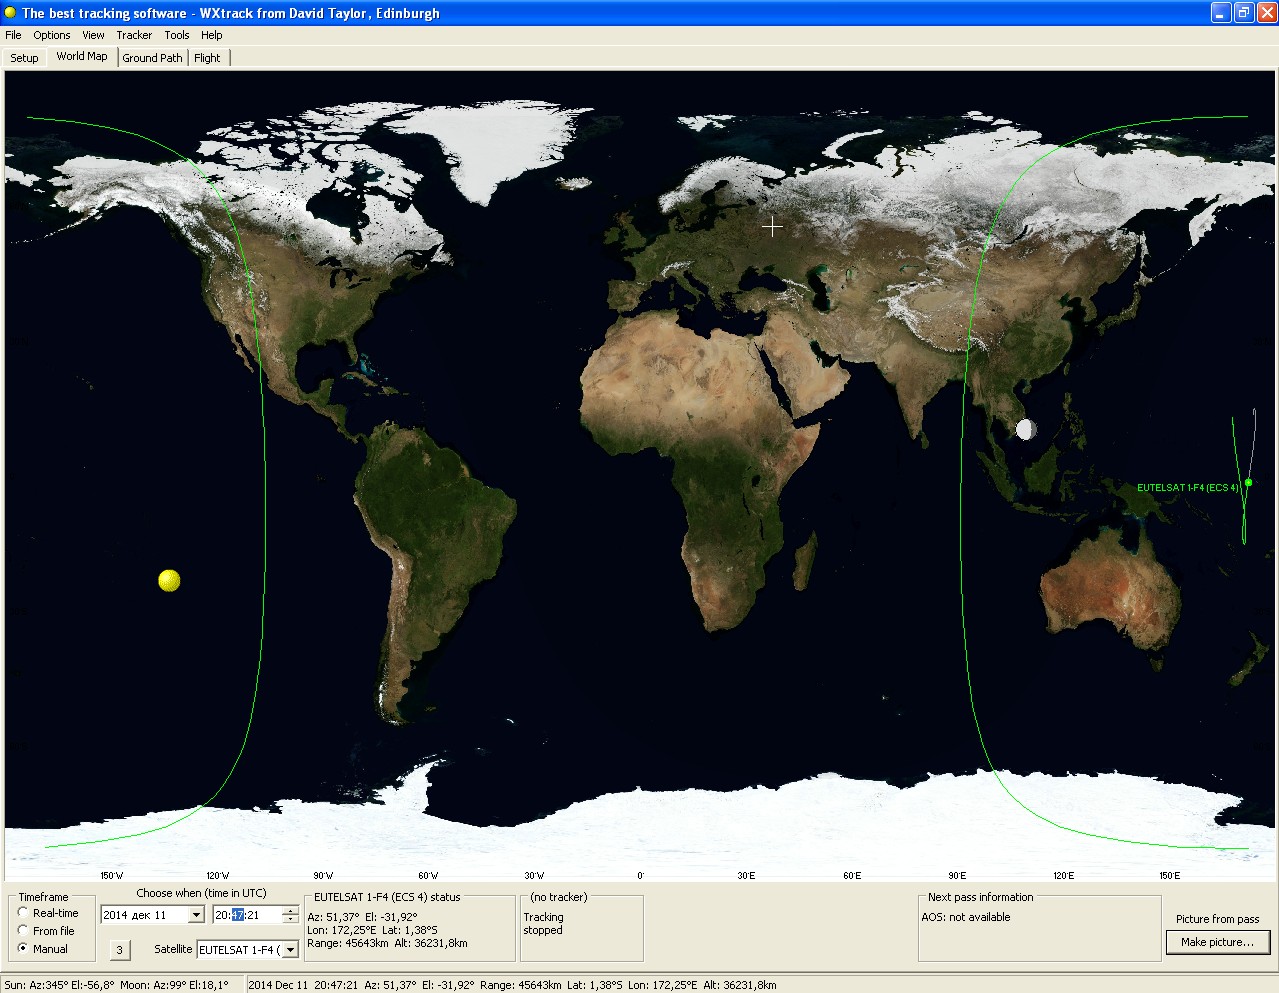 The best tracking software - WXtrack from David Taylor, Edinburgh
File Options View Tracker Tools Help
Setup World Map Ground Path Flight
EUTELSAT 1-F4 (ECS 4)
150°W 120°W 90°W 60°W 30°W 0° 30°E 60°E 90°E 120°E 150°E
Timeframe
Real-time
From file
Manual
Choose when (time in UTC)
2014 дек 11 20:47:21
3 Satellite EUTELSAT 1-F4 (
EUTELSAT 1-F4 (ECS 4) status
Az: 51,37° El: -31,92°
Lon: 172,25°E Lat: 1,38°S
Range: 45643km Alt: 36231,8km
(no tracker)
Tracking
stopped
Next pass information
AOS: not available
Picture from pass
Make picture...
Sun: Az:345° El:-56,8° Moon: Az:99° El:18,1° 2014 Dec 11 20:47:21 Az: 51,37° El: -31,92° Range: 45643km Lat: 1,38°S Lon: 172,25°E Alt: 36231,8km